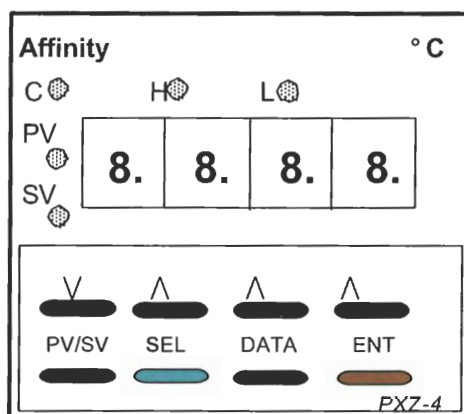 Affinity °C
C H L
PV
8. 8. 8. 8.
SV
V Λ Λ Λ
PV/SV SEL DATA ENT
PXZ-4